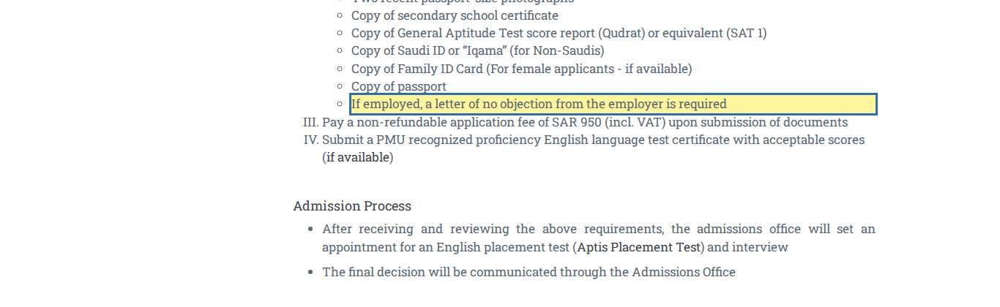 Two recent passport-size photographs
Copy of secondary school certificate
Copy of General Aptitude Test score report (Qudrat) or equivalent (SAT 1)
Copy of Saudi ID or “Iqama” (for Non-Saudis)
Copy of Family ID Card (For female applicants - if available)
Copy of passport
If employed, a letter of no objection from the employer is required
III. Pay a non-refundable application fee of SAR 950 (incl. VAT) upon submission of documents
IV. Submit a PMU recognized proficiency English language test certificate with acceptable scores
(if available)
Admission Process
After receiving and reviewing the above requirements, the admissions office will set an
appointment for an English placement test (Aptis Placement Test) and interview
The final decision will be communicated through the Admissions Office